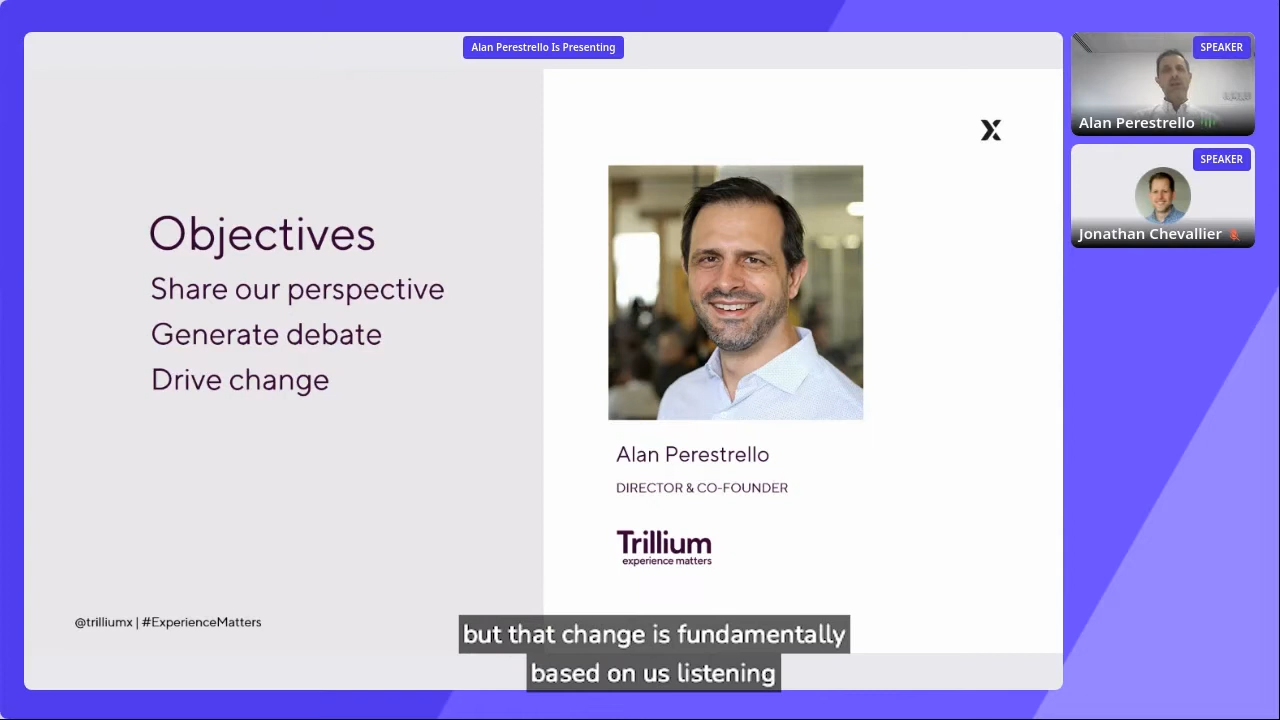 Alan Perestrello Is Presenting
SPEAKER
Alan Perestrello
SPEAKER
Jonathan Chevallier
Objectives
Share our perspective
Generate debate
Drive change
Alan Perestrello
DIRECTOR & CO-FOUNDER
Trillium
experience matters
@trilliumx | #ExperienceMatters
but that change is fundamentally
based on us listening